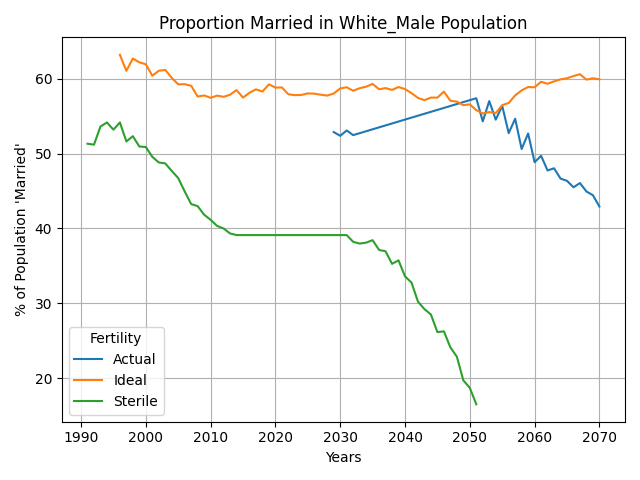 Proportion Married in White_Male Population
% of Population 'Married'
60
50
40
30
20
Fertility
Actual
Ideal
Sterile
1990 2000 2010 2020 2030 2040 2050 2060 2070
Years